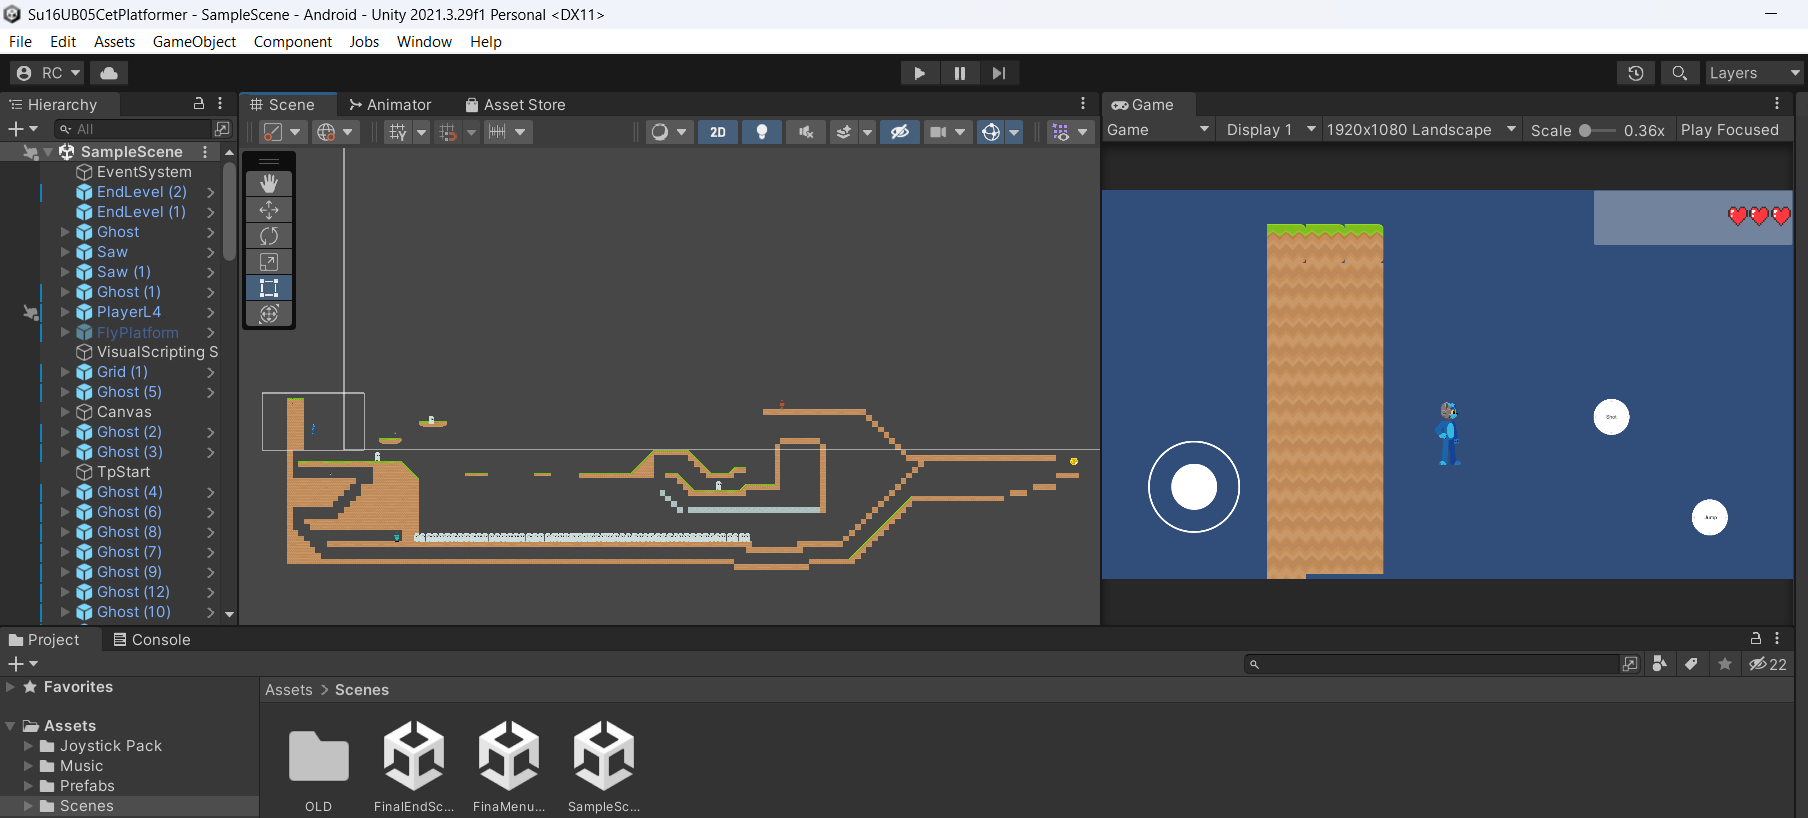 Su16UB05CetPlatformer - SampleScene - Android - Unity 2021.3.29f1 Personal <DX11>
File Edit Assets GameObject Component Jobs Window Help
RC
Layers
Hierarchy
Scene Animator Asset Store
Game
All
2D
Game Display 1 1920x1080 Landscape Scale 0.36x Play Focused
SampleScene
EventSystem
EndLevel (2)
EndLevel (1)
Ghost
Saw
Saw (1)
Ghost (1)
PlayerL4
FlyPlatform
VisualScripting S
Grid (1)
Ghost (5)
Canvas
Ghost (2)
Ghost (3)
TpStart
Ghost (4)
Ghost (6)
Ghost (8)
Ghost (7)
Ghost (9)
Ghost (12)
Ghost (10)
Shot
Jump
Project Console
22
Favorites
Assets
Joystick Pack
Music
Prefabs
Scenes
Assets > Scenes
OLD FinalEndSc... FinaMenu... SampleSc...